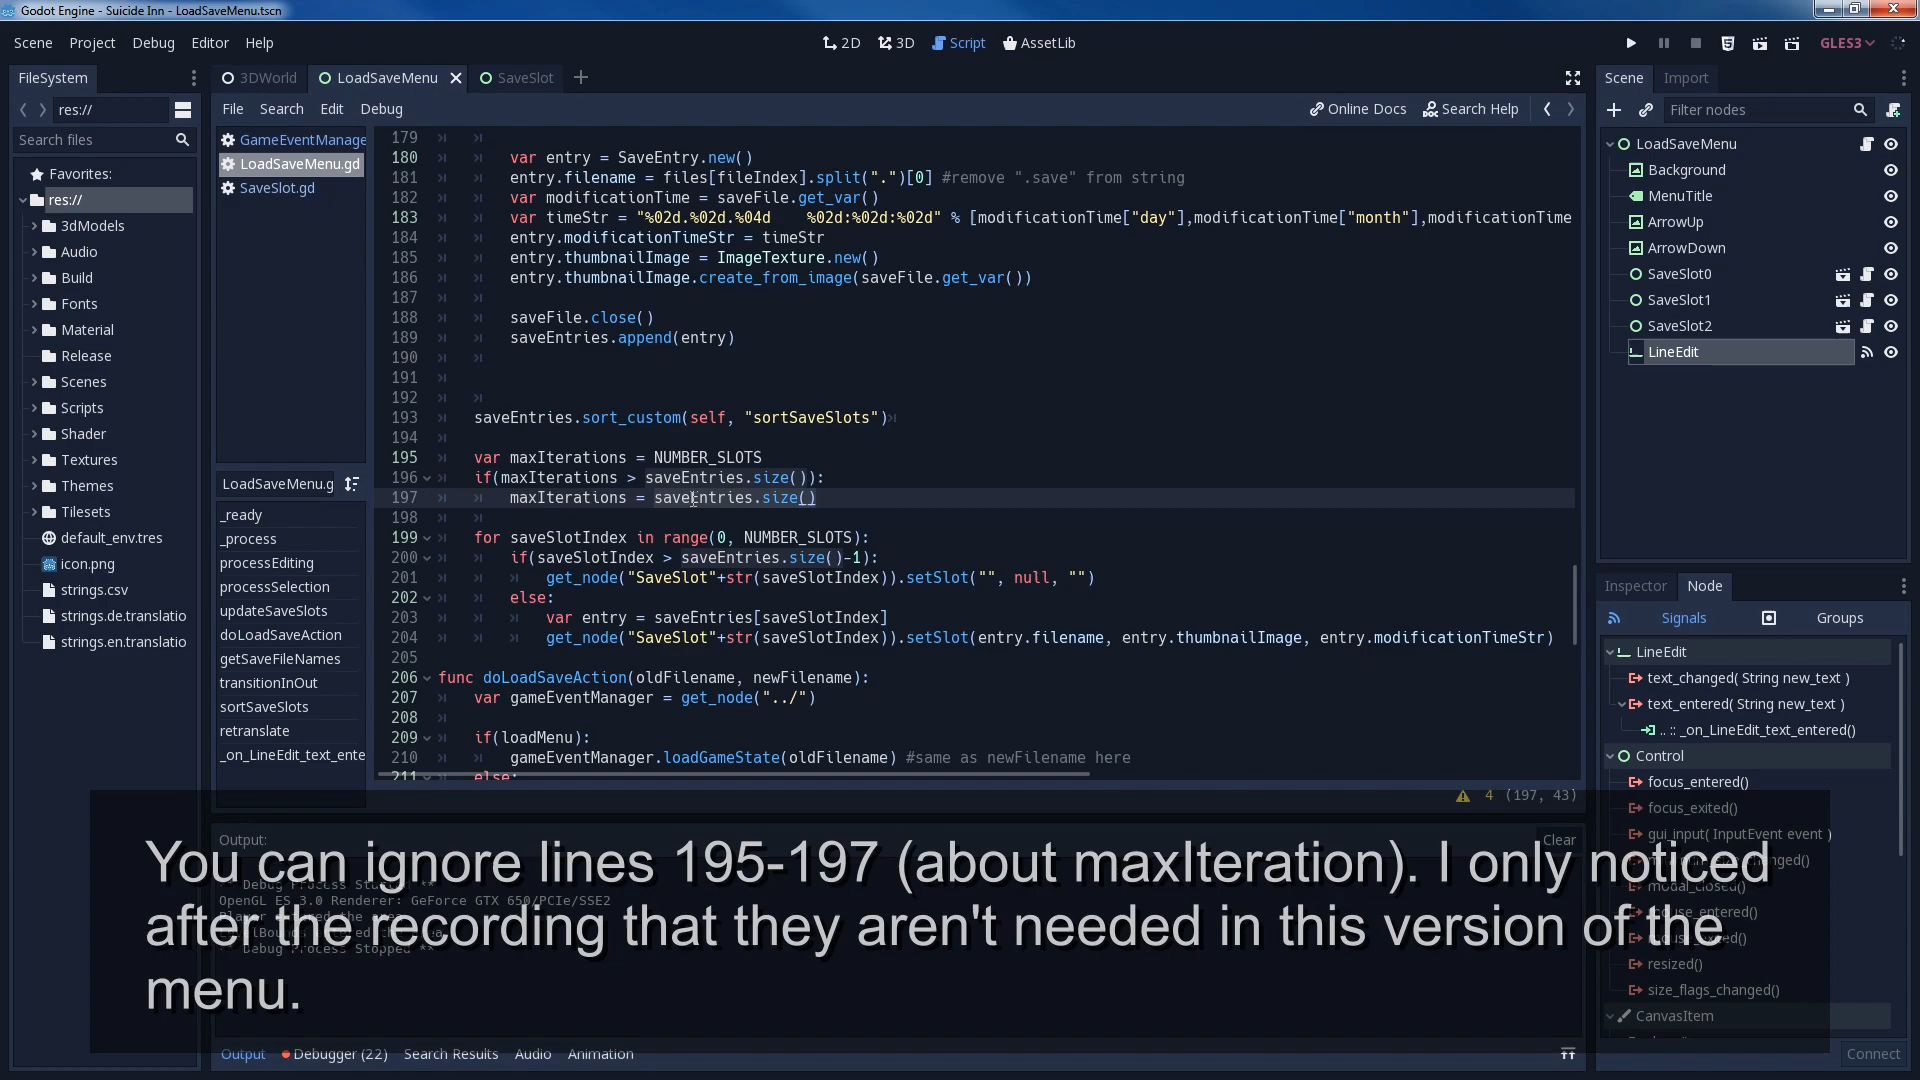 Godot Engine - Suicide Inn - LoadSaveMenu.tscn
Scene Project Debug Editor Help
2D 3D Script AssetLib
GLES3
FileSystem
3DWorld LoadSaveMenu SaveSlot
Scene Import
res://
File Search Edit Debug
Online Docs Search Help
Filter nodes
Search files
Favorites:
res://
3dModels
Audio
Build
Fonts
Material
Release
Scenes
Scripts
Shader
Textures
Themes
Tilesets
default_env.tres
icon.png
strings.csv
strings.de.translatio
strings.en.translatio
GameEventManage
LoadSaveMenu.gd
SaveSlot.gd
LoadSaveMenu.g
_ready
_process
processEditing
processSelection
updateSaveSlots
doLoadSaveAction
getSaveFileNames
transitionInOut
sortSaveSlots
retranslate
_on_LineEdit_text_ente
179
180 var entry = SaveEntry.new()
181 entry.filename = files[fileIndex].split(".")[0] #remove ".save" from string
182 var modificationTime = saveFile.get_var()
183 var timeStr = "%02d.%02d.%04d    %02d:%02d:%02d" % [modificationTime["day"],modificationTime["month"],modificationTime
184 entry.modificationTimeStr = timeStr
185 entry.thumbnailImage = ImageTexture.new()
186 entry.thumbnailImage.create_from_image(saveFile.get_var())
187
188 saveFile.close()
189 saveEntries.append(entry)
190
191
192
193 saveEntries.sort_custom(self, "sortSaveSlots")
194
195 var maxIterations = NUMBER_SLOTS
196 if(maxIterations > saveEntries.size()):
197 maxIterations = saveEntries.size()
198
199 for saveSlotIndex in range(0, NUMBER_SLOTS):
200 if(saveSlotIndex > saveEntries.size()-1):
201 get_node("SaveSlot"+str(saveSlotIndex)).setSlot("", null, "")
202 else:
203 var entry = saveEntries[saveSlotIndex]
204 get_node("SaveSlot"+str(saveSlotIndex)).setSlot(entry.filename, entry.thumbnailImage, entry.modificationTimeStr)
205
206 func doLoadSaveAction(oldFilename, newFilename):
207 var gameEventManager = get_node("../")
208
209 if(loadMenu):
210 gameEventManager.loadGameState(oldFilename) #same as newFilename here
211 else:
4 (197, 43)
LoadSaveMenu
Background
MenuTitle
ArrowUp
ArrowDown
SaveSlot0
SaveSlot1
SaveSlot2
LineEdit
Inspector Node
Signals Groups
LineEdit
text_changed( String new_text )
text_entered( String new_text )
.. :: _on_LineEdit_text_entered()
Control
focus_entered()
focus_exited()
gui_input( InputEvent event )
modal_closed()
resized()
size_flags_changed()
CanvasItem
Connect
Output:
Clear
** Debug Process Started **
OpenGL ES 3.0 Renderer: GeForce GTX 650/PCIe/SSE2
** Debug Process Stopped **
You can ignore lines 195-197 (about maxIteration). I only noticed
after the recording that they aren't needed in this version of the
menu.
Output Debugger (22) Search Results Audio Animation